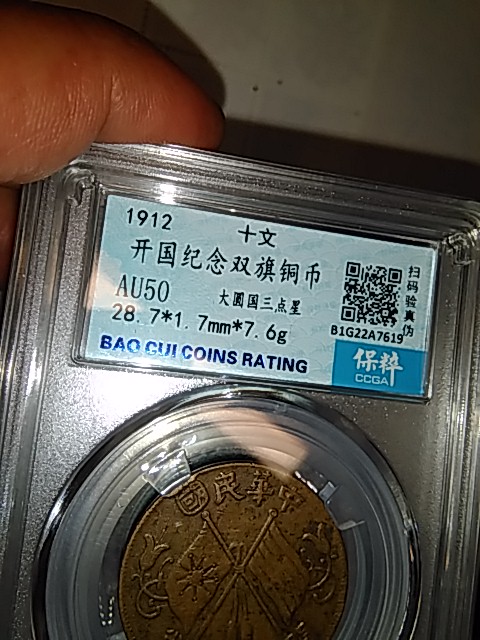 1912 十文
开国纪念双旗铜币
AU50 大圆国三点星
28.7*1.7mm*7.6g
BAO CUI COINS RATING
扫码验真伪
B1G22A7619
保粹
CCGA
中華民國